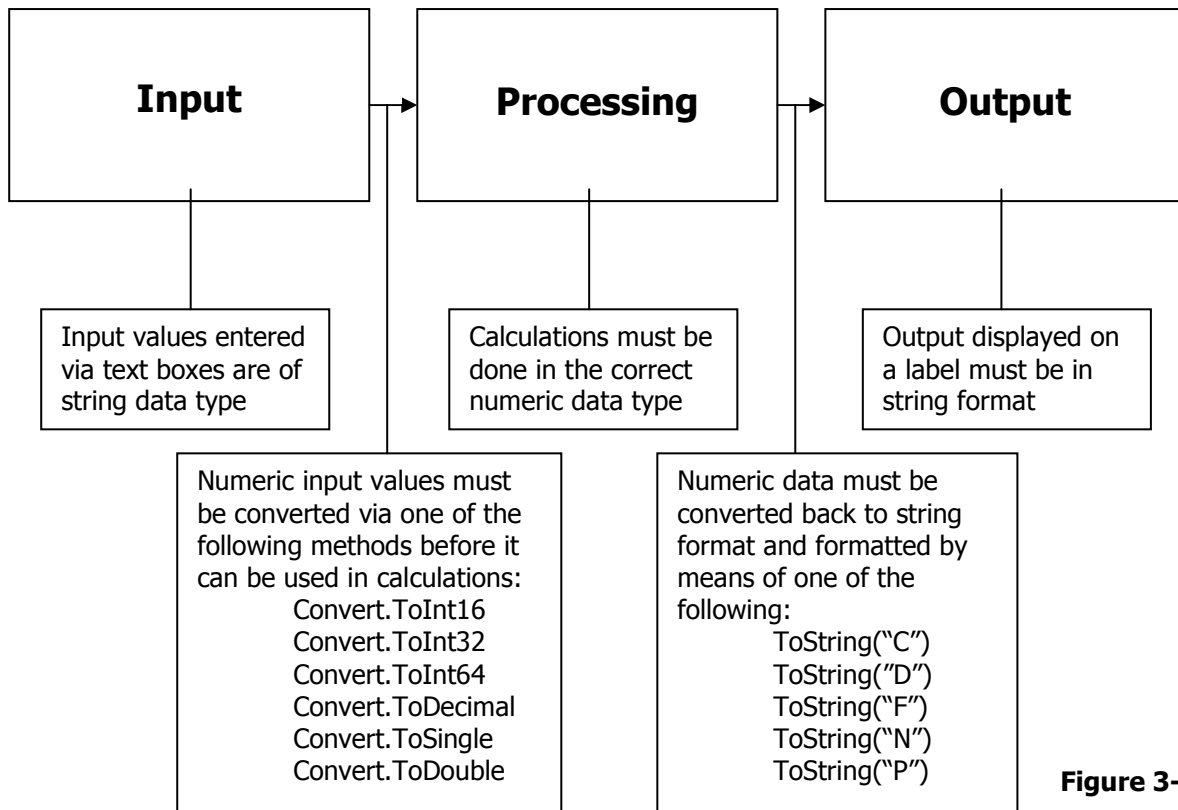 Input
Processing
Output
Input values entered
via text boxes are of
string data type
Calculations must be
done in the correct
numeric data type
Output displayed on
a label must be in
string format
Numeric input values must
be converted via one of the
following methods before it
can be used in calculations:
Convert.ToInt16
Convert.ToInt32
Convert.ToInt64
Convert.ToDecimal
Convert.ToSingle
Convert.ToDouble
Numeric data must be
converted back to string
format and formatted by
means of one of the
following:
ToString(“C”)
ToString(”D”)
ToString(“F”)
ToString(“N”)
ToString(“P”)
Figure 3-